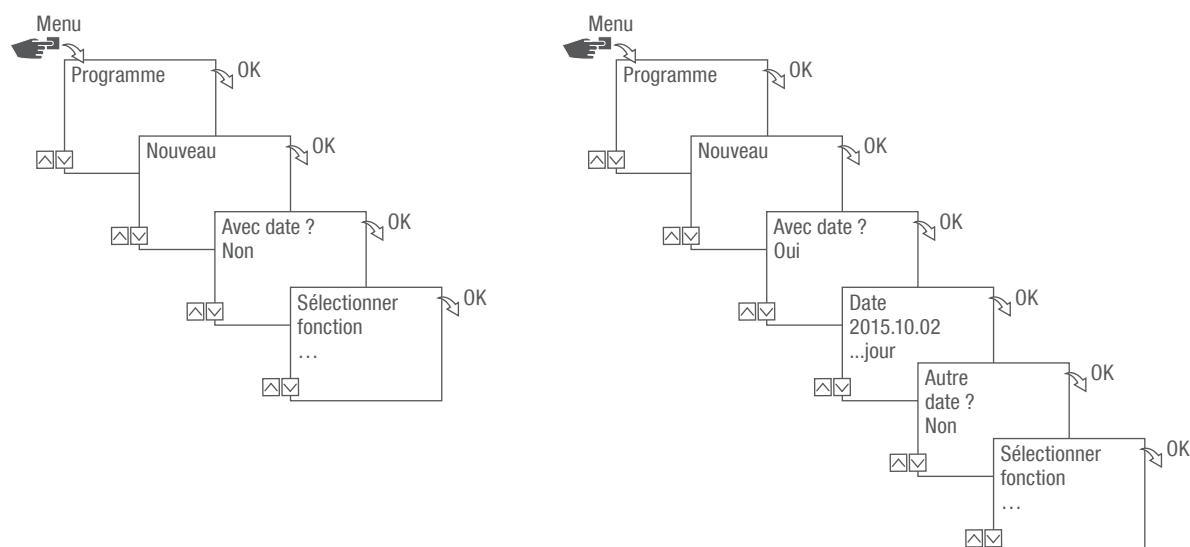 Menu
Programme
OK
Nouveau
OK
Avec date ?
Non
OK
Sélectionner
fonction
…
OK
Menu
Programme
OK
Nouveau
OK
Avec date ?
Oui
OK
Date
2015.10.02
...jour
OK
Autre
date ?
Non
OK
Sélectionner
fonction
…
OK